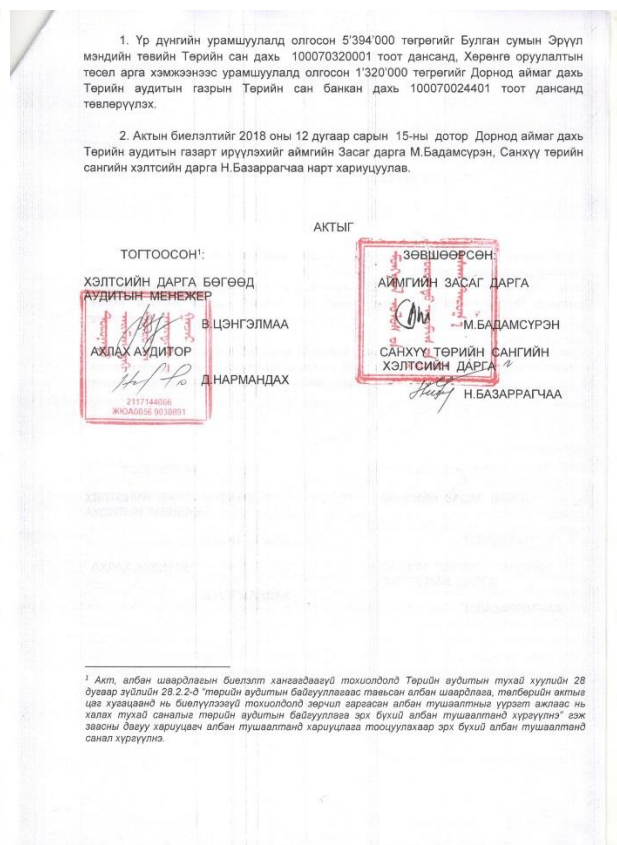 1. Үр дүнгийн урамшуулалд олгосон 5'394'000 төгрөгийг Булган сумын Эрүүл
мэндийн төвийн Төрийн сан дахь 100070320001 тоот дансанд, Хөрөнгө оруулалтын
төсөл арга хэмжээнээс урамшуулалд олгосон 1'320'000 төгрөгийг Дорнод аймаг дахь
Төрийн аудитын газрын Төрийн сан банкан дахь 100070024401 тоот дансанд
төвлөрүүлэх.
2. Актын биелэлтийг 2018 оны 12 дугаар сарын 15-ны дотор Дорнод аймаг дахь
Төрийн аудитын газарт ирүүлэхийг аймгийн Засаг дарга М.Бадамсүрэн, Санхүү төрийн
сангийн хэлтсийн дарга Н.Базаррагчаа нарт хариуцуулав.
АКТЫГ
ТОГТООСОН¹:
ХЭЛТСИЙН ДАРГА БӨГӨӨД
АУДИТЫН МЕНЕЖЕР
В.ЦЭНГЭЛМАА
АХЛАХ АУДИТОР
Д.НАРМАНДАХ
2117144066
ЖЮА0856 9038891
ЗӨВШӨӨРСӨН:
АЙМГИЙН ЗАСАГ ДАРГА
М.БАДАМСҮРЭН
САНХҮҮ ТӨРИЙН САНГИЙН
ХЭЛТСИЙН ДАРГА
Н.БАЗАРРАГЧАА
¹ Акт, албан шаардлагын биелэлт хангагдаагүй тохиолдолд Төрийн аудитын тухай хуулийн 28
дугаар зүйлийн 28.2.2-д "төрийн аудитын байгууллагаас тавьсан албан шаардлага, төлбөрийн актыг
цаг хугацаанд нь биелүүлээгүй тохиолдолд зөрчил гаргасан албан тушаалтныг үүрэгт ажлаас нь
халах тухай саналыг төрийн аудитын байгууллага эрх бүхий албан тушаалтанд хүргүүлнэ" гэж
заасны дагуу хариуцагч албан тушаалтанд хариуцлага тооцуулахаар эрх бүхий албан тушаалтанд
санал хүргүүлнэ.